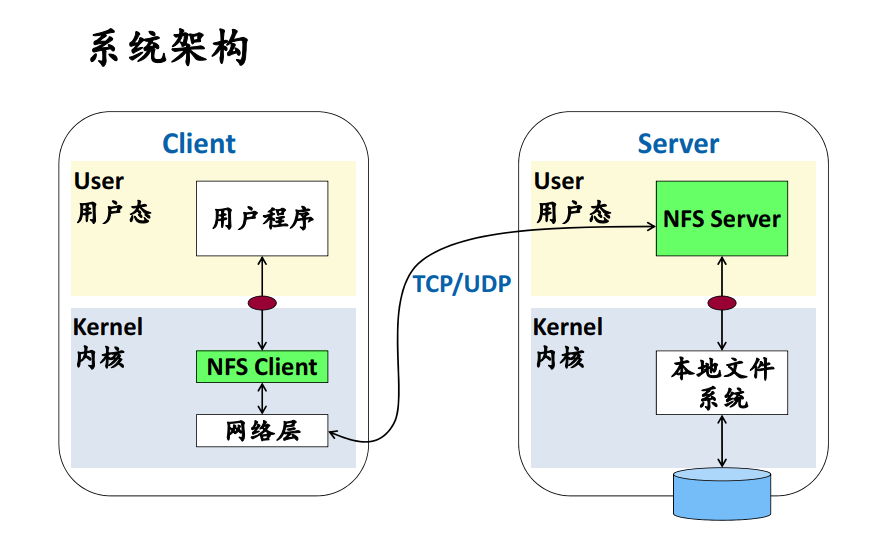 系统架构
Client
User
用户态
用户程序
Kernel
内核
NFS Client
网络层
TCP/UDP
Server
User
用户态
NFS Server
Kernel
内核
本地文件
系统